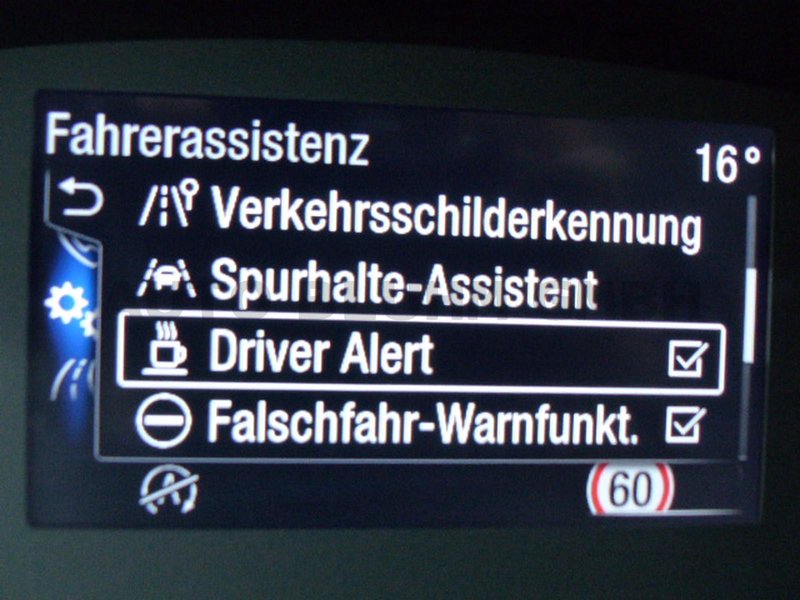 Fahrerassistenz
16°
Verkehrsschilderkennung
Spurhalte-Assistent
Driver Alert
Falschfahr-Warnfunkt.
A
60